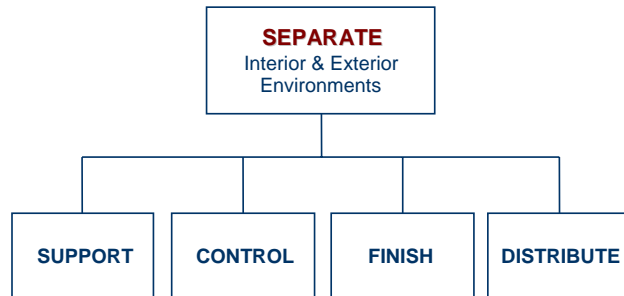 SEPARATE
Interior & Exterior
Environments
SUPPORT
CONTROL
FINISH
DISTRIBUTE